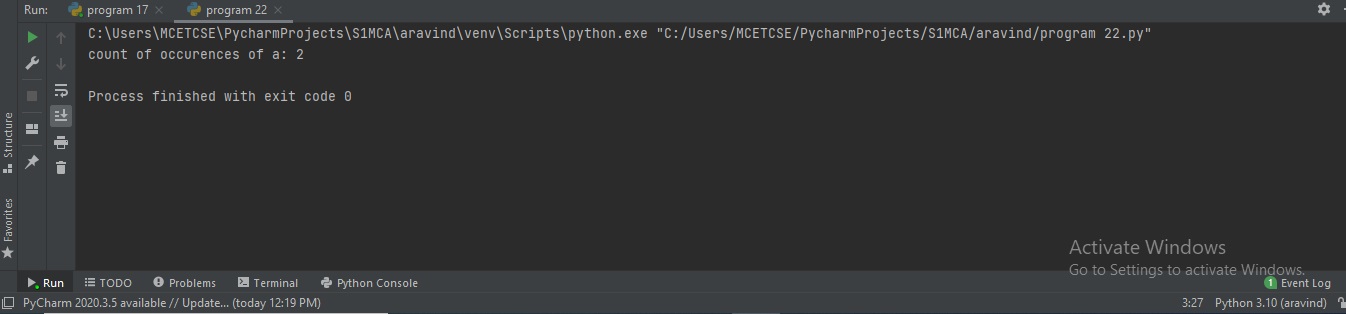 Run: program 17 program 22
C:\Users\MCETCSE\PycharmProjects\S1MCA\aravind\venv\Scripts\python.exe "C:/Users/MCETCSE/PycharmProjects/S1MCA/aravind/program 22.py"
count of occurences of a: 2
Process finished with exit code 0
Structure
Favorites
Activate Windows
Go to Settings to activate Windows.
Run TODO Problems Terminal Python Console 1 Event Log
PyCharm 2020.3.5 available // Update... (today 12:19 PM) 3:27 Python 3.10 (aravind)